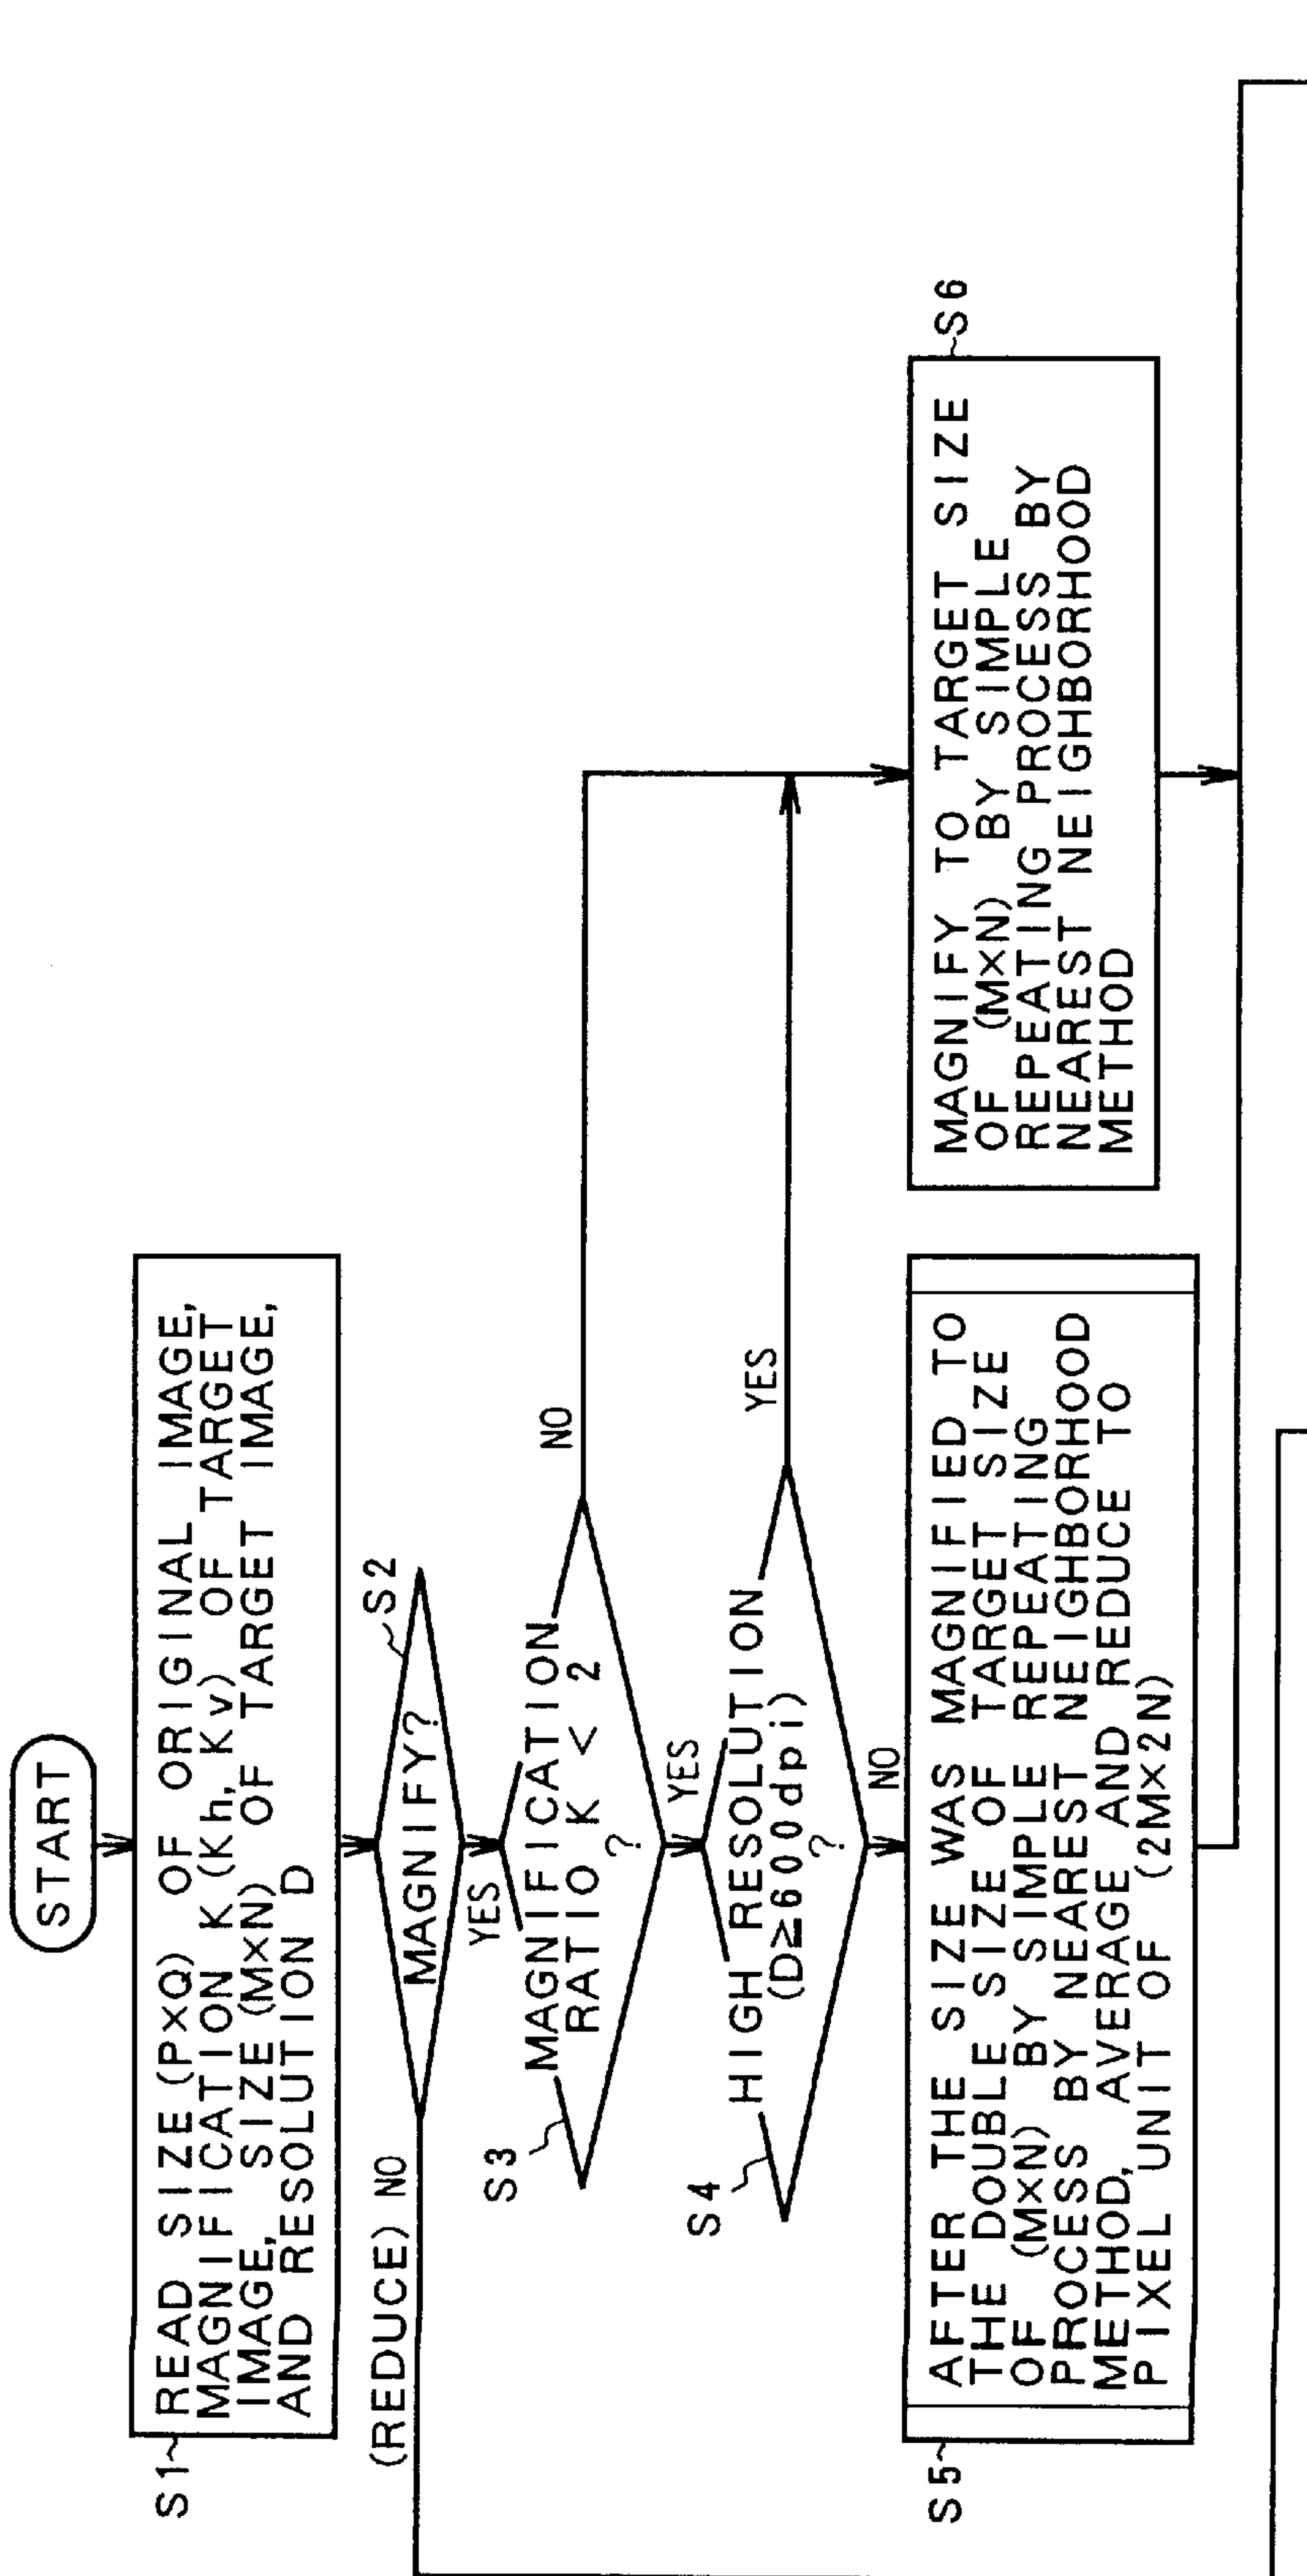 START
S1
READ SIZE (P×Q) OF ORIGINAL IMAGE,
MAGNIFICATION K (Kh, Kv) OF TARGET
IMAGE, SIZE (M×N) OF TARGET IMAGE,
AND RESOLUTION D
S2
MAGNIFY?
(REDUCE) NO
YES
S3
MAGNIFICATION
RATIO K < 2
?
NO
YES
S4
HIGH RESOLUTION
(D≥600dpi)
?
YES
NO
S5
AFTER THE SIZE WAS MAGNIFIED TO
THE DOUBLE SIZE OF TARGET SIZE
OF (M×N) BY SIMPLE REPEATING
PROCESS BY NEAREST NEIGHBORHOOD
METHOD, AVERAGE AND REDUCE TO
PIXEL UNIT OF (2M×2N)
S6
MAGNIFY TO TARGET SIZE
OF (M×N) BY SIMPLE
REPEATING PROCESS BY
NEAREST NEIGHBORHOOD
METHOD